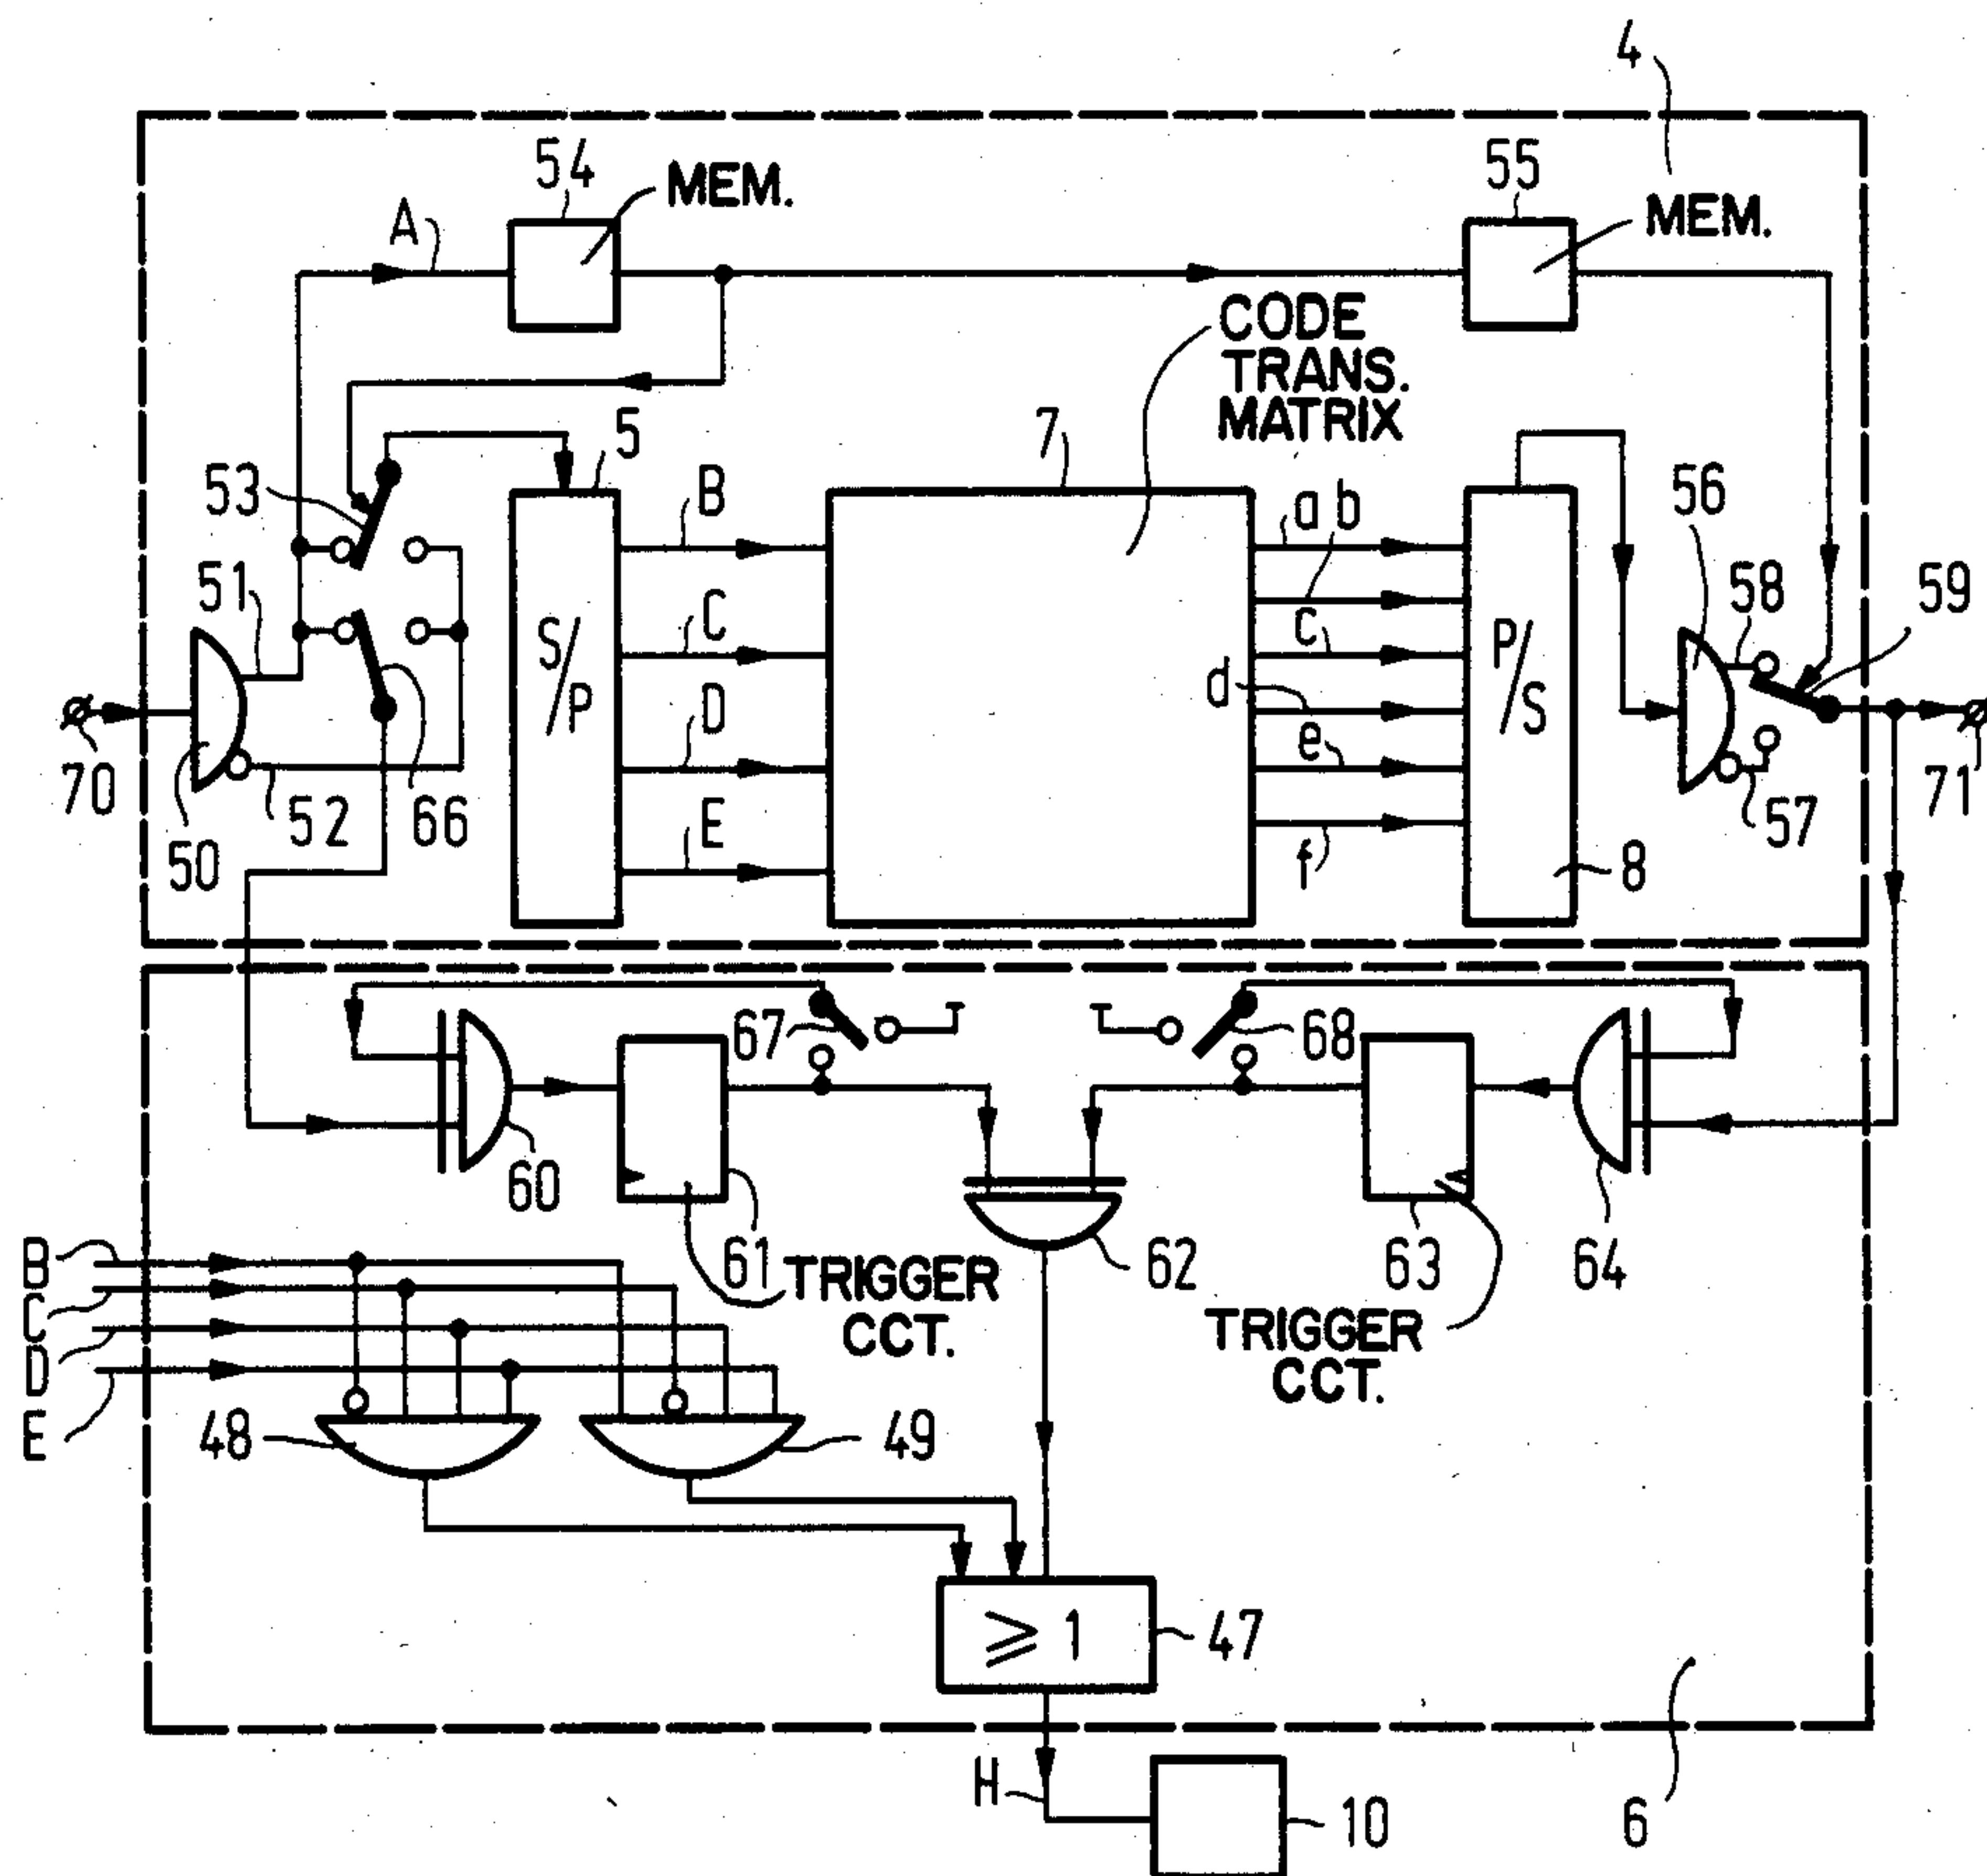 4
54
MEM.
55
MEM.
A
CODE
TRANS.
MATRIX
5
7
53
B
a b
56
51
C
c
58
59
S/P
P/S
D
d
e
70
52
66
E
f
57
71
50
8
67
68
60
61
TRIGGER
CCT.
62
63
64
TRIGGER
CCT.
B
C
D
E
48
49
≥ 1
47
H
10
6